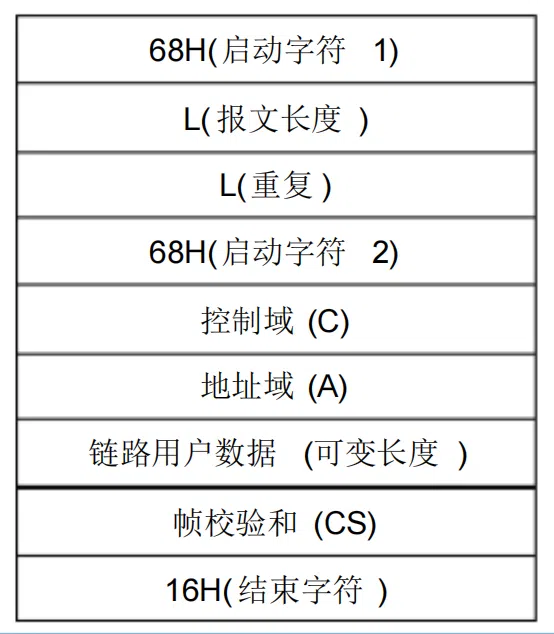 68H(启动字符 1)
L(报文长度 )
L(重复)
68H(启动字符 2)
控制域 (C)
地址域 (A)
链路用户数据 (可变长度 )
帧校验和 (CS)
16H(结束字符 )